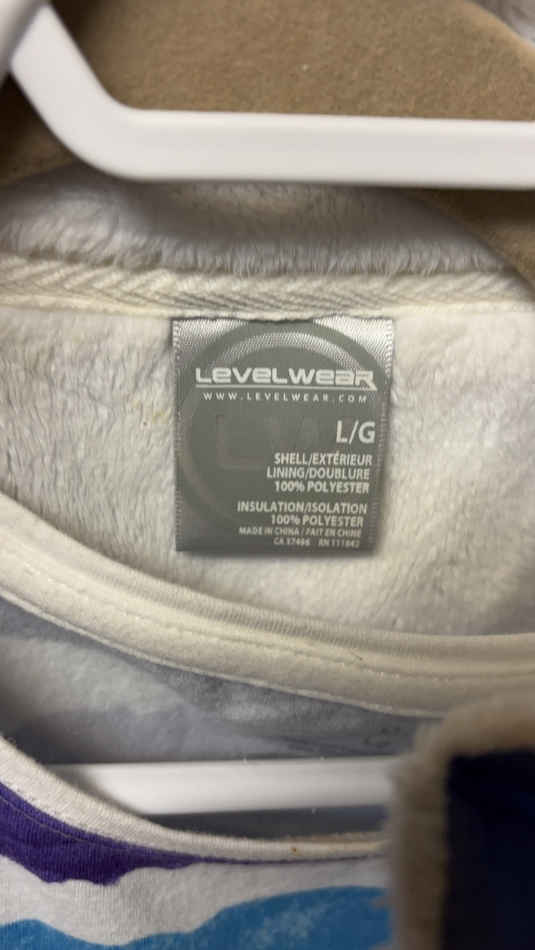 LEVELWEAR
WWW.LEVELWEAR.COM
L/G
SHELL/EXTÉRIEUR
LINING/DOUBLURE
100% POLYESTER
INSULATION/ISOLATION
100% POLYESTER
MADE IN CHINA / FAIT EN CHINE
CA 37486 RN 111842